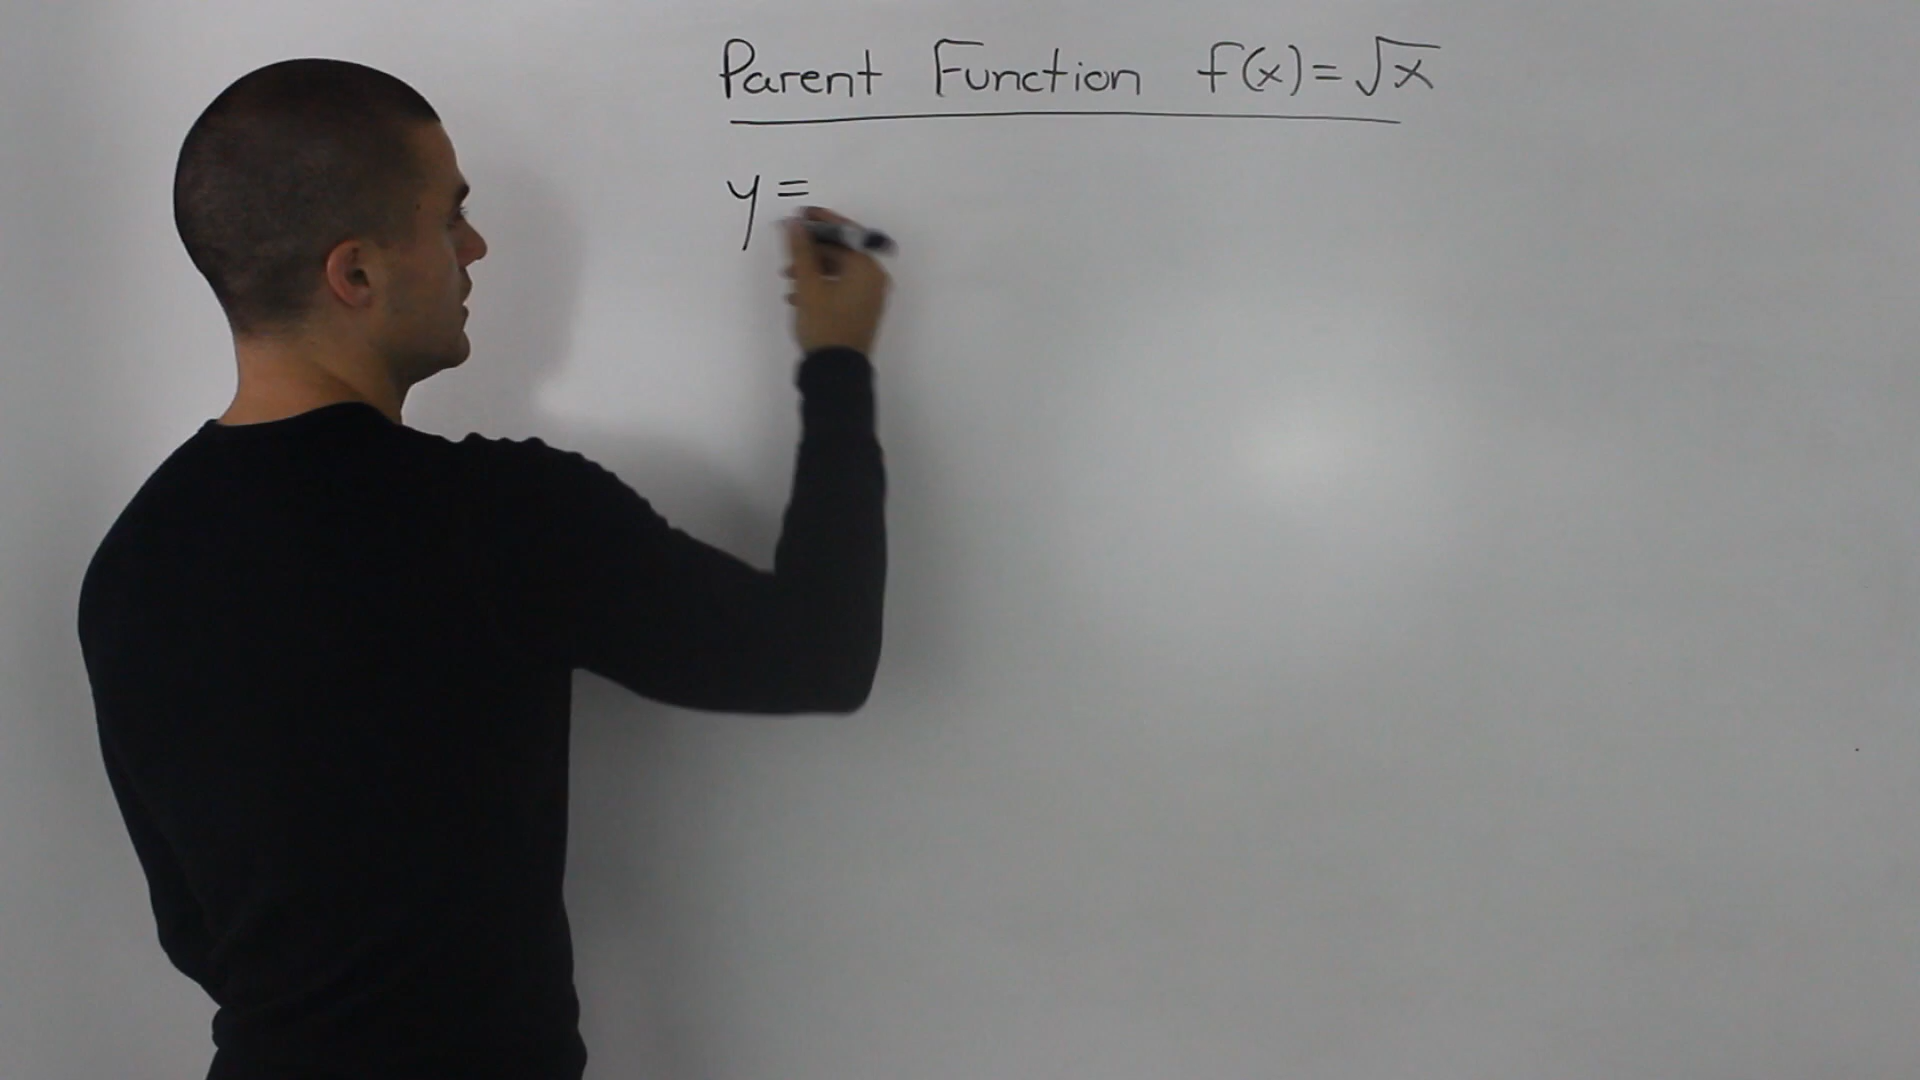 Parent Function f(x)=√x
y=